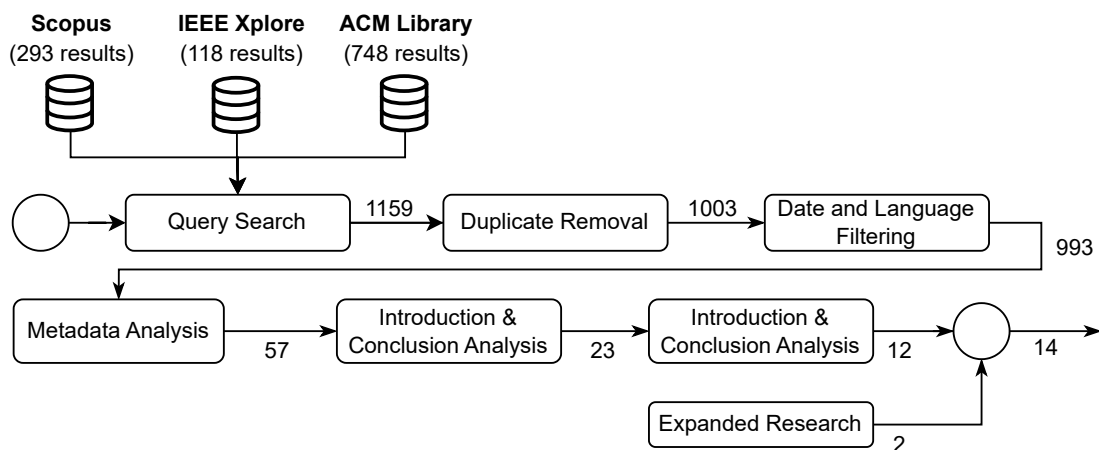 Scopus
(293 results)
IEEE Xplore
(118 results)
ACM Library
(748 results)
Query Search
1159
Duplicate Removal
1003
Date and Language
Filtering
993
Metadata Analysis
57
Introduction &
Conclusion Analysis
23
Introduction &
Conclusion Analysis
12
14
Expanded Research
2